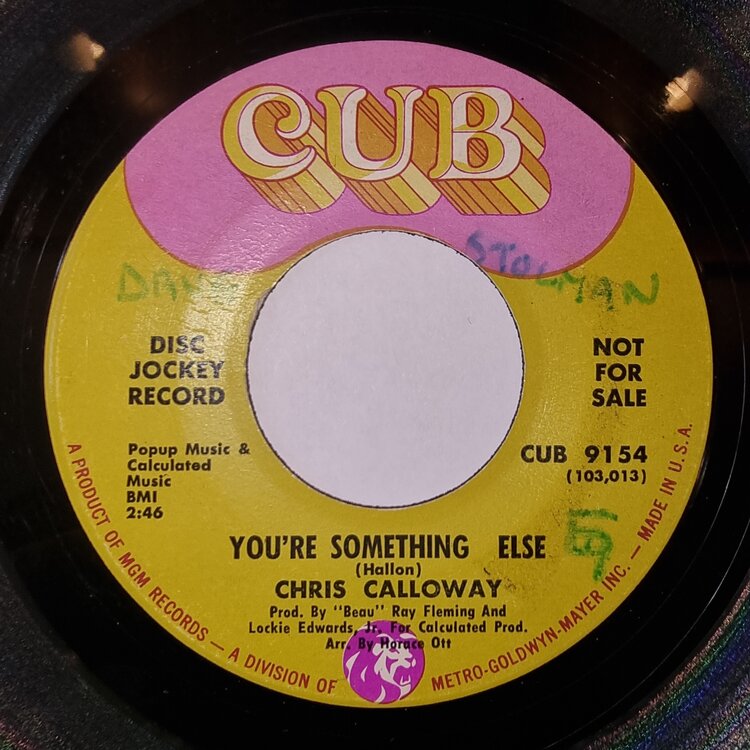 CUB
DAVE STOLMAN
DISC
JOCKEY
RECORD
NOT
FOR
SALE
Popup Music &
Calculated
Music
BMI
2:46
CUB 9154
(103,013)
YOU'RE SOMETHING ELSE
(Hallon)
CHRIS CALLOWAY
Prod. By "Beau" Ray Fleming And
Lockie Edwards, Jr. For Calculated Prod.
Arr. By Horace Ott
A PRODUCT OF MGM RECORDS — A DIVISION OF METRO-GOLDWYN-MAYER INC. — MADE IN U.S.A.